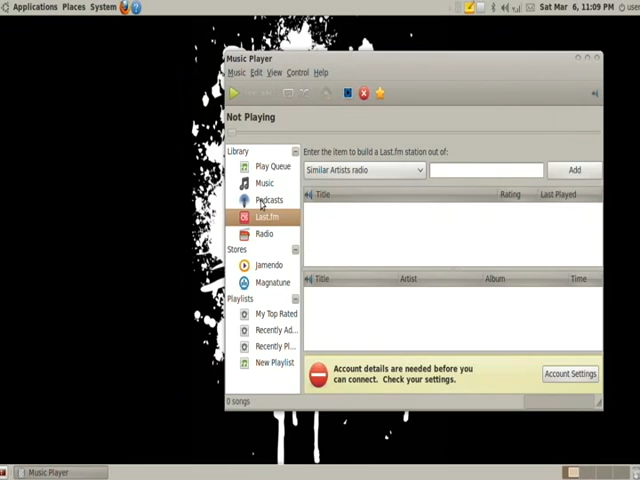 Applications Places System
Sat Mar 6, 11:09 PM
user
Music Player
Music Edit View Control Help
Not Playing
Library
Play Queue
Music
Podcasts
Last.fm
Radio
Stores
Jamendo
Magnatune
Playlists
My Top Rated
Recently Ad...
Recently Pl...
New Playlist
Enter the item to build a Last.fm station out of:
Similar Artists radio
Add
Title Rating Last Played
Title Artist Album Time
Account details are needed before you
can connect. Check your settings.
Account Settings
0 songs
Music Player